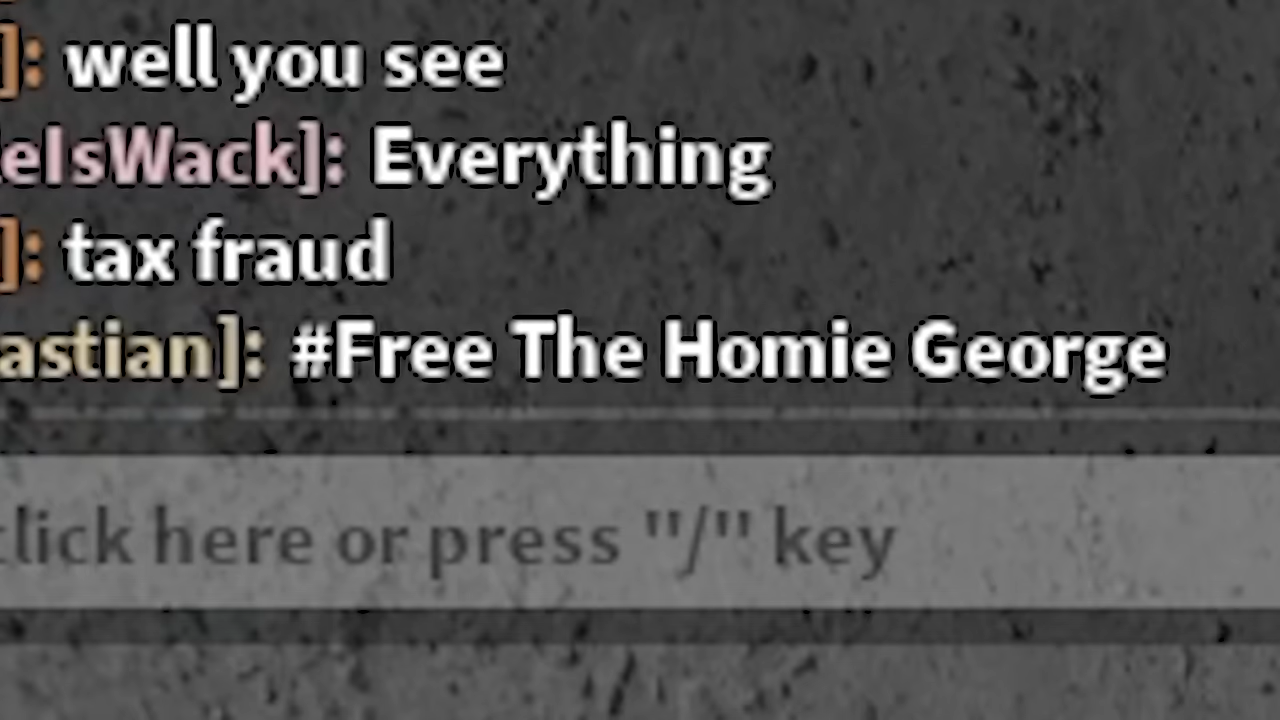 ]: well you see
eIsWack]: Everything
]: tax fraud
astian]: #Free The Homie George
click here or press "/" key